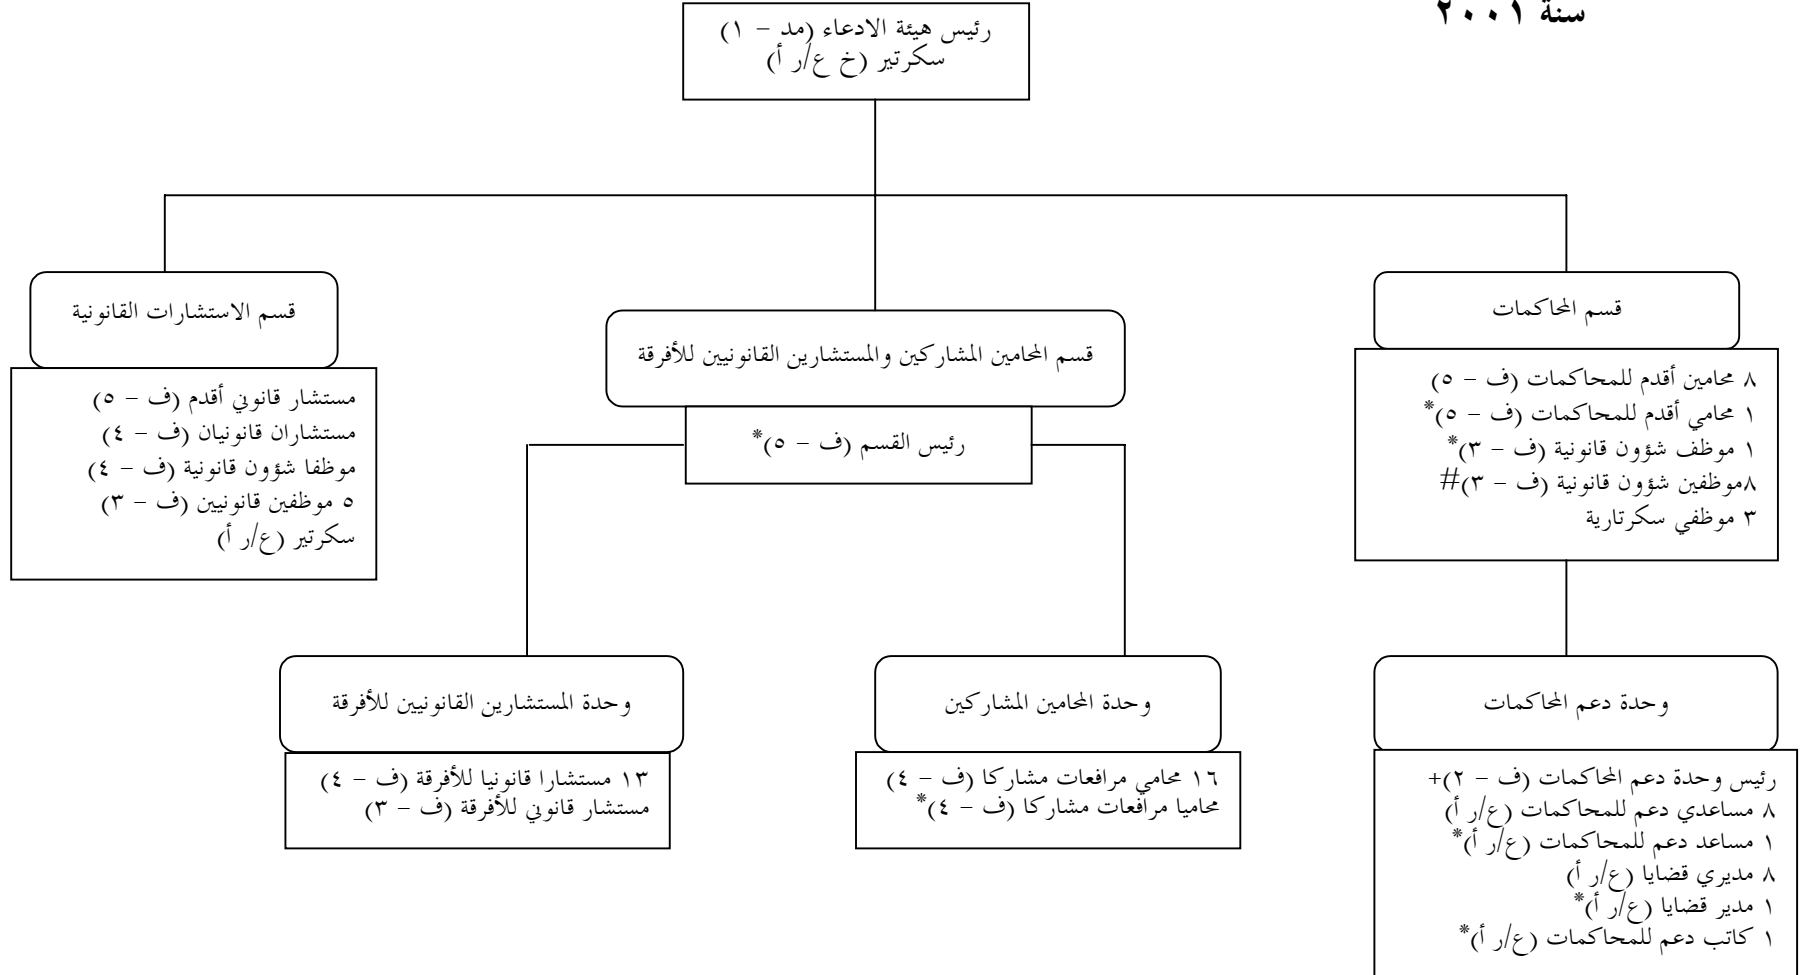 سنة ٢٠٠١
رئيس هيئة الادعاء (مد – ١)
سكرتير (خ ع/ر أ)
قسم المحاكمات
٨ محامين أقدم للمحاكمات (ف – ٥)
١ محامي أقدم للمحاكمات (ف – ٥)*
١ موظف شؤون قانونية (ف – ٣)*
٨موظفين شؤون قانونية (ف – ٣)#
٣ موظفي سكرتارية
قسم المحامين المشاركين والمستشارين القانونيين للأفرقة
رئيس القسم (ف – ٥)*
قسم الاستشارات القانونية
مستشار قانوني أقدم (ف – ٥)
مستشاران قانونيان (ف – ٤)
موظفا شؤون قانونية (ف – ٤)
٥ موظفين قانونيين (ف – ٣)
سكرتير (ع/ر أ)
وحدة دعم المحاكمات
رئيس وحدة دعم المحاكمات (ف – ٢)+
٨ مساعدي دعم للمحاكمات (ع/ر أ)
١ مساعد دعم للمحاكمات (ع/ر أ)*
٨ مديري قضايا (ع/ر أ)
١ مدير قضايا (ع/ر أ)*
١ كاتب دعم للمحاكمات (ع/ر أ)*
وحدة المحامين المشاركين
١٦ محامي مرافعات مشاركا (ف – ٤)
محاميا مرافعات مشاركا (ف – ٤)*
وحدة المستشارين القانونيين للأفرقة
١٣ مستشارا قانونيا للأفرقة (ف – ٤)
مستشار قانوني للأفرقة (ف – ٣)